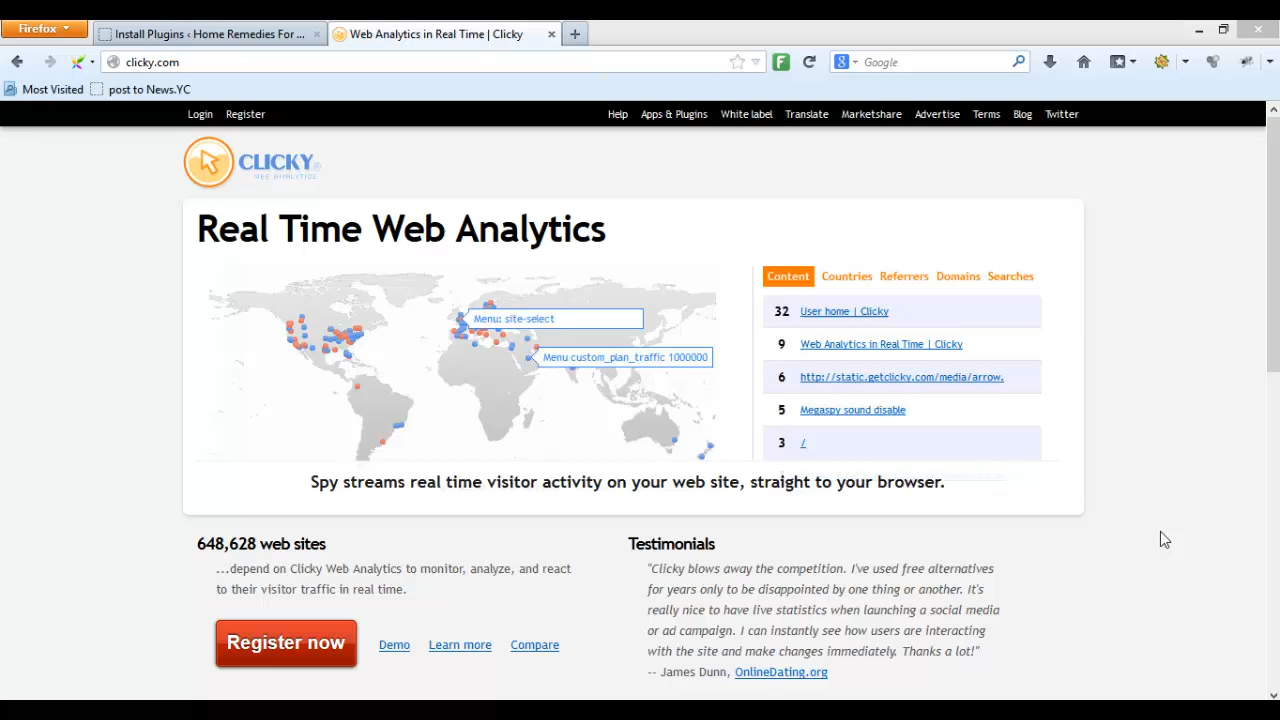 Firefox
Install Plugins ‹ Home Remedies For ...
Web Analytics in Real Time | Clicky
clicky.com
Google
Most Visited
post to News.YC
Login Register Help Apps & Plugins White label Translate Marketshare Advertise Terms Blog Twitter
CLICKY®
WEB ANALYTICS
Real Time Web Analytics
Menu: site-select
Menu custom_plan_traffic 1000000
Content Countries Referrers Domains Searches
32 User home | Clicky
9 Web Analytics in Real Time | Clicky
6 http://static.getclicky.com/media/arrow.
5 Megaspy sound disable
3 /
Spy streams real time visitor activity on your web site, straight to your browser.
648,628 web sites
...depend on Clicky Web Analytics to monitor, analyze, and react
to their visitor traffic in real time.
Register now Demo Learn more Compare
Testimonials
"Clicky blows away the competition. I've used free alternatives
for years only to be disappointed by one thing or another. It's
really nice to have live statistics when launching a social media
or ad campaign. I can instantly see how users are interacting
with the site and make changes immediately. Thanks a lot!"
-- James Dunn, OnlineDating.org